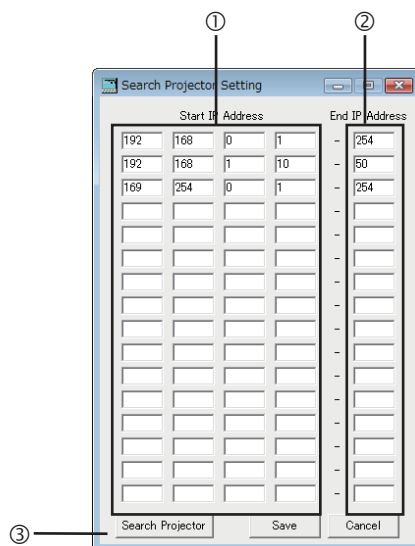 ① ②
Search Projector Setting
Start IP Address End IP Address
192 168 0 1 - 254
192 168 1 10 - 50
169 254 0 1 - 254
-
-
-
-
-
-
-
-
-
-
-
-
-
③ Search Projector Save Cancel